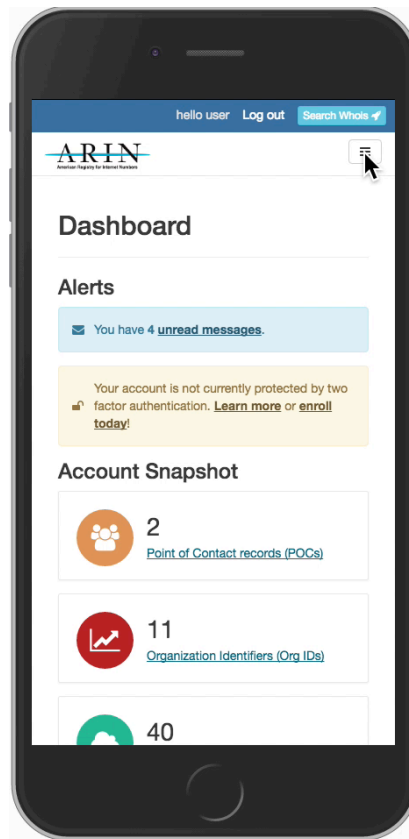 hello user Log out Search Whois
ARIN
American Registry for Internet Numbers
Dashboard
Alerts
You have 4 unread messages.
Your account is not currently protected by two
factor authentication. Learn more or enroll
today!
Account Snapshot
2
Point of Contact records (POCs)
11
Organization Identifiers (Org IDs)
40